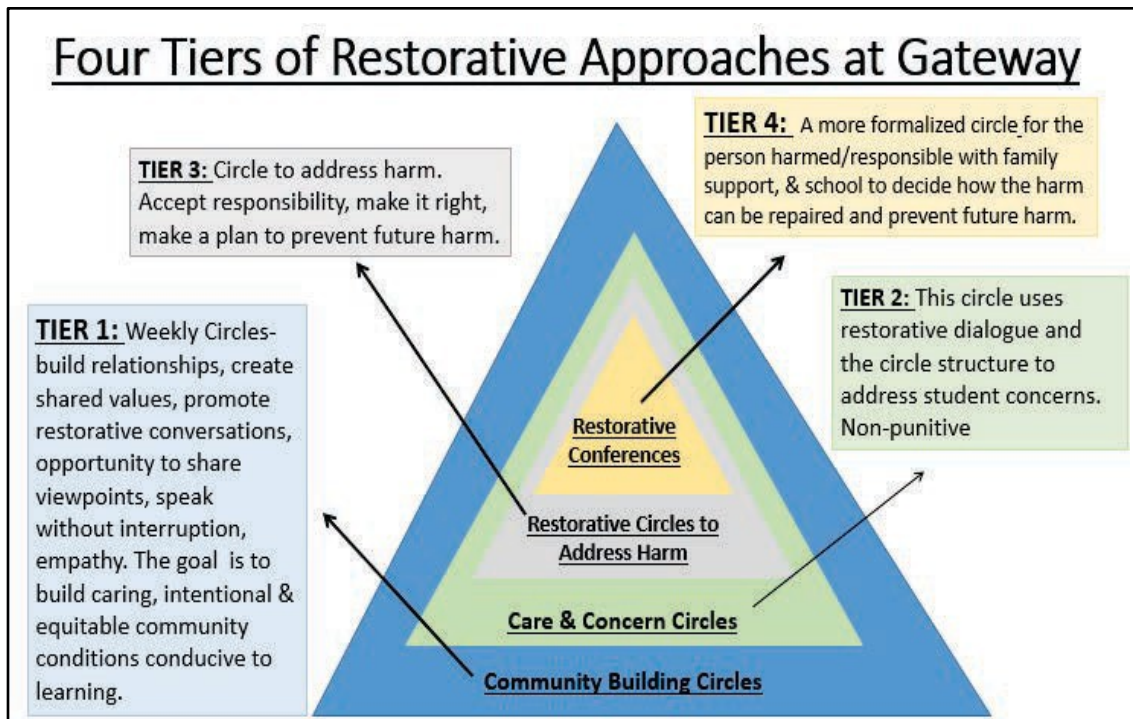 Four Tiers of Restorative Approaches at Gateway
TIER 4: A more formalized circle for the
person harmed/responsible with family
support, & school to decide how the harm
can be repaired and prevent future harm.
TIER 3: Circle to address harm.
Accept responsibility, make it right,
make a plan to prevent future harm.
TIER 2: This circle uses
restorative dialogue and
the circle structure to
address student concerns.
Non-punitive
TIER 1: Weekly Circles-
build relationships, create
shared values, promote
restorative conversations,
opportunity to share
viewpoints, speak
without interruption,
empathy. The goal is to
build caring, intentional &
equitable community
conditions conducive to
learning.
Restorative
Conferences
Restorative Circles to
Address Harm
Care & Concern Circles
Community Building Circles